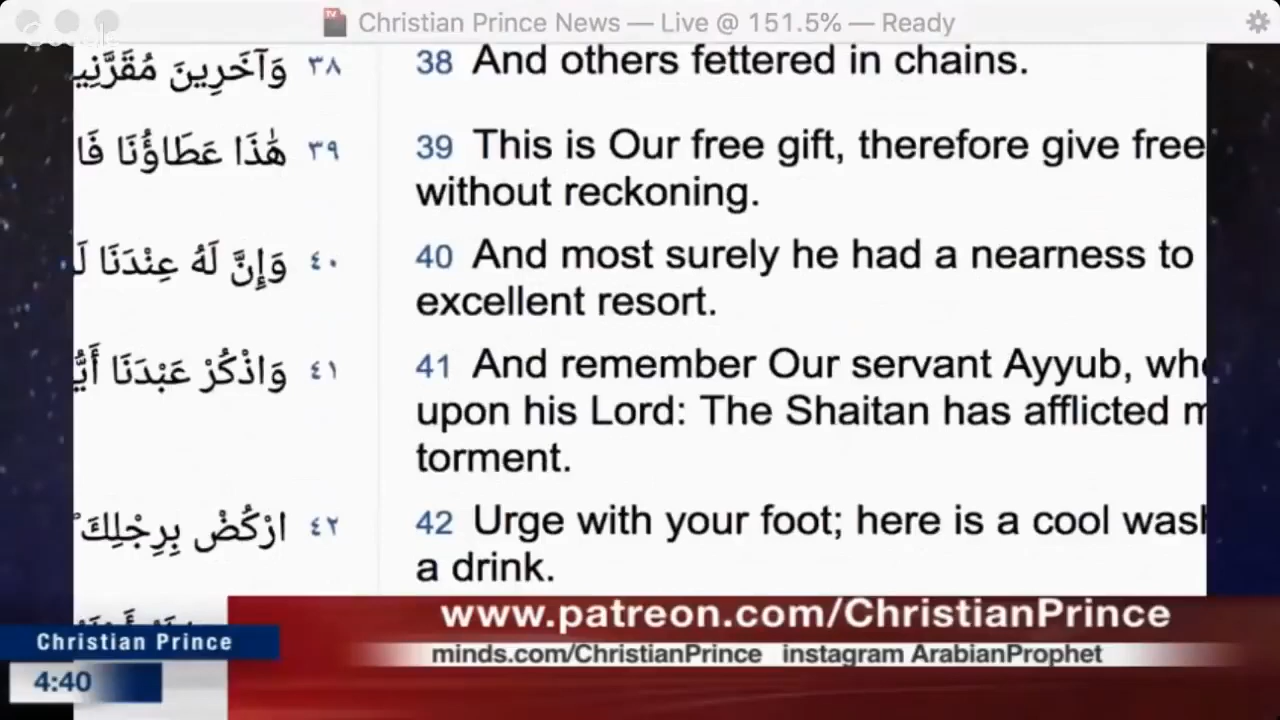 Christian Prince News — Live @ 151.5% — Ready
وَآخَرِينَ ٣٨
38 And others fettered in chains.
هَٰذَا عَطَاؤُنَا ٣٩
39 This is Our free gift, therefore give free
without reckoning.
وَإِنَّ لَهُ عِنْدَنَا ٤٠
40 And most surely he had a nearness to
excellent resort.
وَاذْكُرْ عَبْدَنَا ٤١
41 And remember Our servant Ayyub,
upon his Lord: The Shaitan has afflicted
torment.
ارْكُضْ بِرِجْلِكَ ٤٢
42 Urge with your foot; here is a cool
a drink.
www.patreon.com/ChristianPrince
Christian Prince
minds.com/ChristianPrince instagram ArabianProphet
4:40